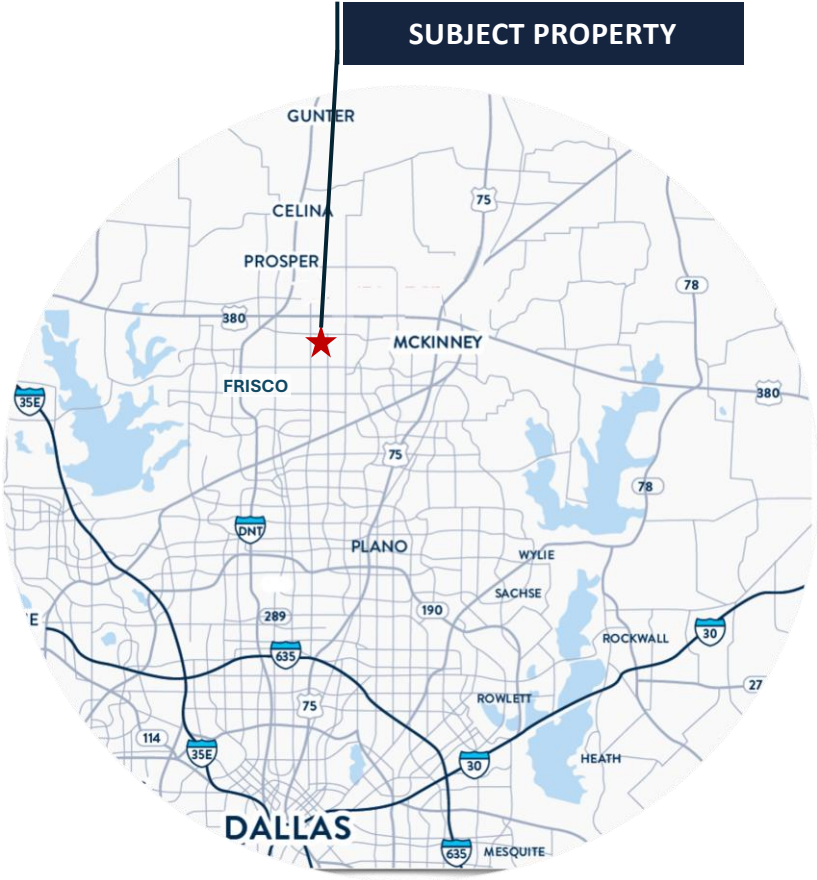 SUBJECT PROPERTY
GUNTER
75
CELINA
PROSPER
78
380
MCKINNEY
FRISCO
380
35E
75
78
DNT
PLANO
WYLIE
SACHSE
190
289
E
30
ROCKWALL
635
27
ROWLETT
75
114
35E
30
HEATH
DALLAS
635
MESQUITE